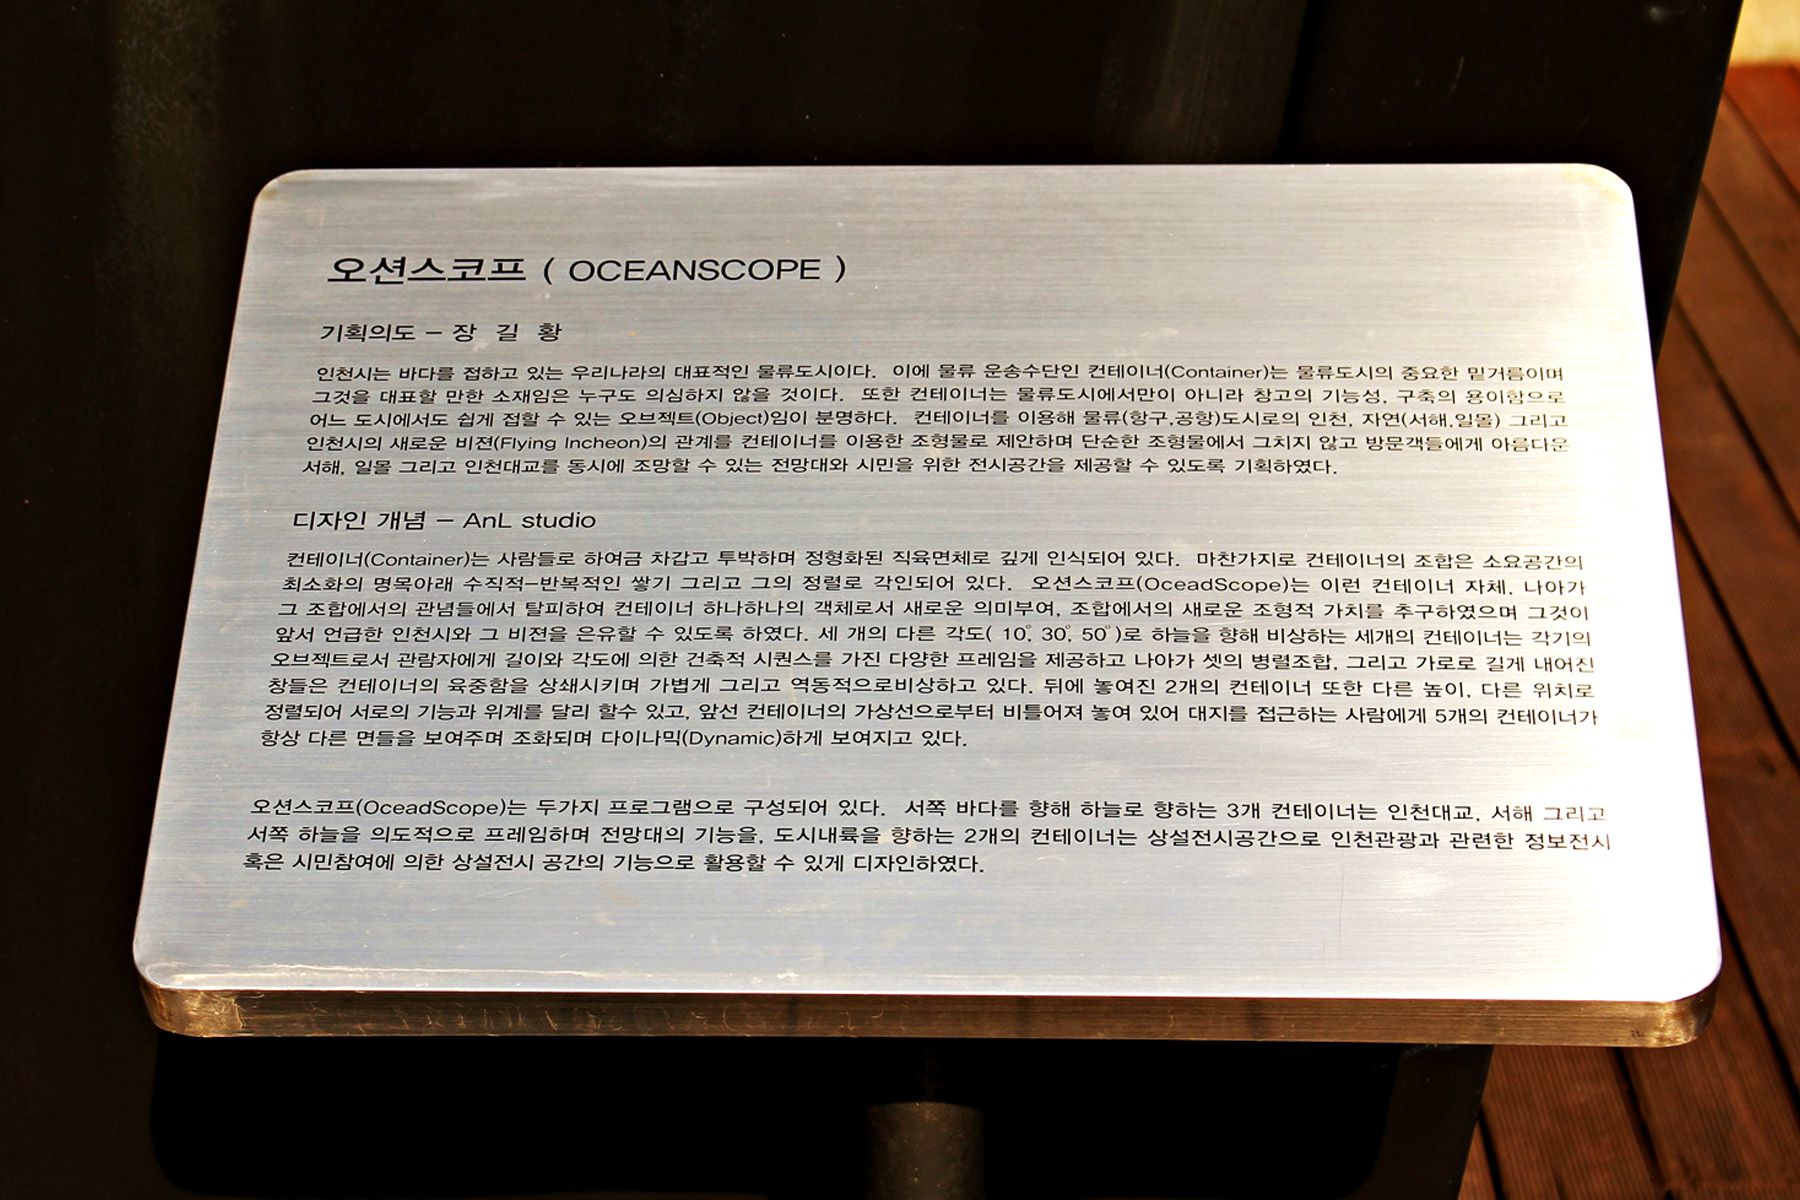 오션스코프 ( OCEANSCOPE )
기획의도 - 장 길 황
인천시는 바다를 접하고 있는 우리나라의 대표적인 물류도시이다. 이에 물류 운송수단인 컨테이너(Container)는 물류도시의 중요한 밑거름이며
그것을 대표할 만한 소재임은 누구도 의심하지 않을 것이다. 또한 컨테이너는 물류도시에서만이 아니라 창고의 기능성, 구축의 용이함으로
어느 도시에서도 쉽게 접할 수 있는 오브젝트(Object)임이 분명하다. 컨테이너를 이용해 물류(항구,공항)도시로의 인천, 자연(서해,일몰) 그리고
인천시의 새로운 비젼(Flying Incheon)의 관계를 컨테이너를 이용한 조형물로 제안하며 단순한 조형물에서 그치지 않고 방문객들에게 아름다운
서해, 일몰 그리고 인천대교를 동시에 조망할 수 있는 전망대와 시민을 위한 전시공간을 제공할 수 있도록 기획하였다.
디자인 개념 - AnL studio
컨테이너(Container)는 사람들로 하여금 차갑고 투박하며 정형화된 직육면체로 깊게 인식되어 있다. 마찬가지로 컨테이너의 조합은 소요공간의
최소화의 명목아래 수직적-반복적인 쌓기 그리고 그의 정렬로 각인되어 있다. 오션스코프(OceadScope)는 이런 컨테이너 자체, 나아가
그 조합에서의 관념들에서 탈피하여 컨테이너 하나하나의 객체로서 새로운 의미부여, 조합에서의 새로운 조형적 가치를 추구하였으며 그것이
앞서 언급한 인천시와 그 비젼을 은유할 수 있도록 하였다. 세 개의 다른 각도( 10°, 30°, 50°)로 하늘을 향해 비상하는 세개의 컨테이너는 각기의
오브젝트로서 관람자에게 길이와 각도에 의한 건축적 시퀀스를 가진 다양한 프레임을 제공하고 나아가 셋의 병렬조합, 그리고 가로로 길게 내어진
창들은 컨테이너의 육중함을 상쇄시키며 가볍게 그리고 역동적으로비상하고 있다. 뒤에 놓여진 2개의 컨테이너 또한 다른 높이, 다른 위치로
정렬되어 서로의 기능과 위계를 달리 할수 있고, 앞선 컨테이너의 가상선으로부터 비틀어져 놓여 있어 대지를 접근하는 사람에게 5개의 컨테이너가
항상 다른 면들을 보여주며 조화되며 다이나믹(Dynamic)하게 보여지고 있다.
오션스코프(OceadScope)는 두가지 프로그램으로 구성되어 있다. 서쪽 바다를 향해 하늘로 향하는 3개 컨테이너는 인천대교, 서해 그리고
서쪽 하늘을 의도적으로 프레임하며 전망대의 기능을, 도시내륙을 향하는 2개의 컨테이너는 상설전시공간으로 인천관광과 관련한 정보전시
혹은 시민참여에 의한 상설전시 공간의 기능으로 활용할 수 있게 디자인하였다.